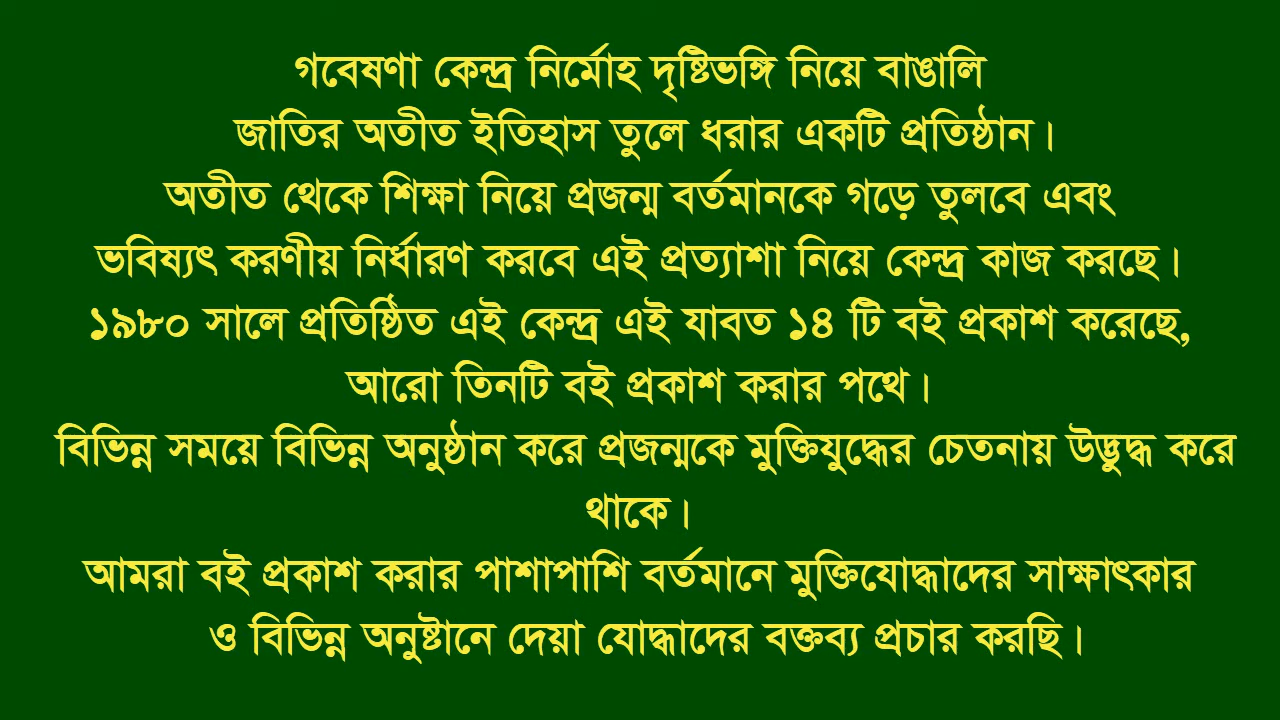 গবেষণা কেন্দ্র নির্মোহ দৃষ্টিভঙ্গি নিয়ে বাঙালি
জাতির অতীত ইতিহাস তুলে ধরার একটি প্রতিষ্ঠান।
অতীত থেকে শিক্ষা নিয়ে প্রজন্ম বর্তমানকে গড়ে তুলবে এবং
ভবিষ্যৎ করণীয় নির্ধারণ করবে এই প্রত্যাশা নিয়ে কেন্দ্র কাজ করছে।
১৯৮০ সালে প্রতিষ্ঠিত এই কেন্দ্র এই যাবত ১৪ টি বই প্রকাশ করেছে,
আরো তিনটি বই প্রকাশ করার পথে।
বিভিন্ন সময়ে বিভিন্ন অনুষ্ঠান করে প্রজন্মকে মুক্তিযুদ্ধের চেতনায় উদ্ভুদ্ধ করে
থাকে।
আমরা বই প্রকাশ করার পাশাপাশি বর্তমানে মুক্তিযোদ্ধাদের সাক্ষাৎকার
ও বিভিন্ন অনুষ্টানে দেয়া যোদ্ধাদের বক্তব্য প্রচার করছি।